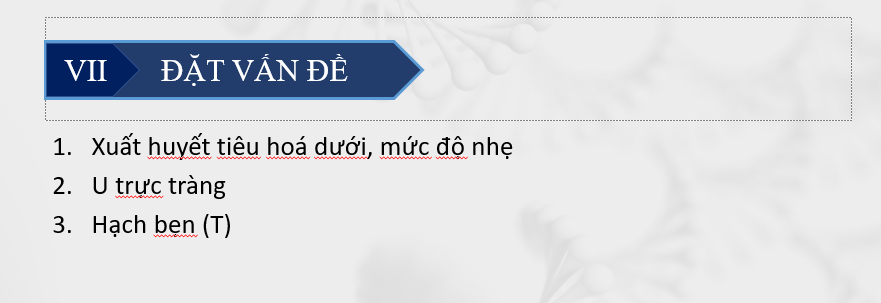 VII ĐẶT VẤN ĐỀ
1. Xuất huyết tiêu hoá dưới, mức độ nhẹ
2. U trực tràng
3. Hạch bẹn (T)